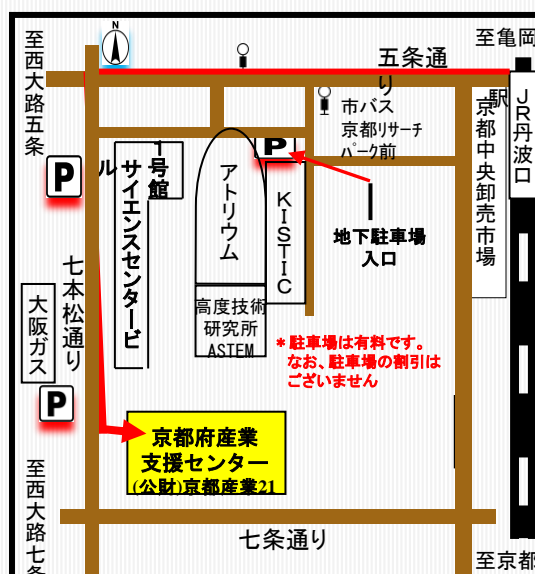 N
至亀岡
至西大路五条
五条通り
JR丹波口駅
市バス
京都リサーチ
パーク前
京都中央卸売市場
P
P
1号館
サイエンスセンタービル
アトリウム
KISTIC
地下駐車場
入口
七本松通り
大阪ガス
高度技術
研究所
ASTEM
*駐車場は有料です。
なお、駐車場の割引は
ございません
P
京都府産業
支援センター
(公財)京都産業21
至西大路七条
七条通り
至京都